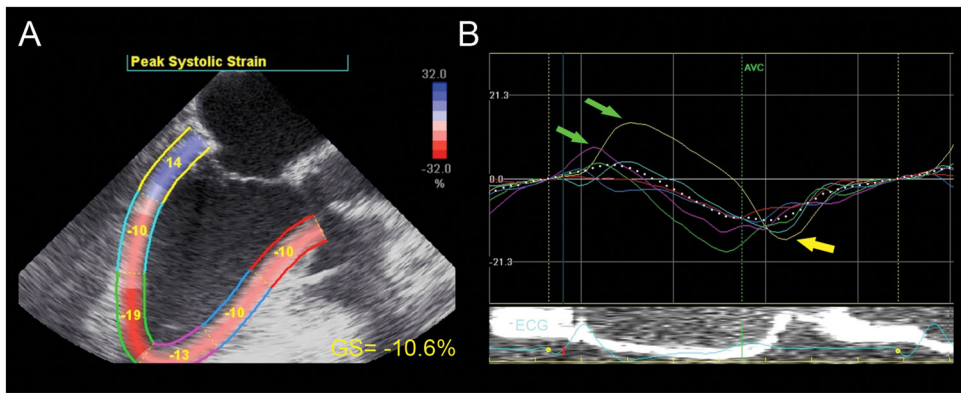 A
B
Peak Systolic Strain
32.0
-32.0
%
14
-10
-19
-13
-10
-10
GS= -10.6%
AVC
21.3
0.0
-21.3
-ECG